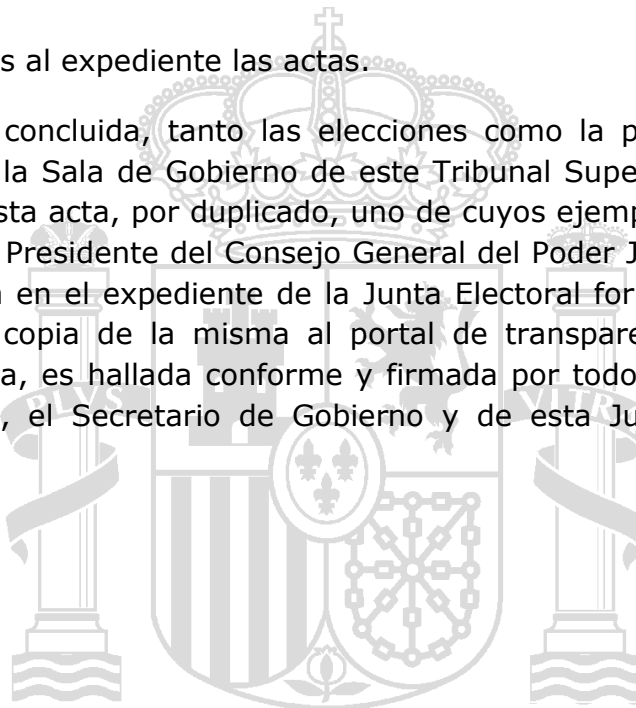 s al expediente las actas.
concluida, tanto las elecciones como la p
la Sala de Gobierno de este Tribunal Supe
sta acta, por duplicado, uno de cuyos ejemp
Presidente del Consejo General del Poder J
en el expediente de la Junta Electoral for
copia de la misma al portal de transpare
a, es hallada conforme y firmada por todo
, el Secretario de Gobierno y de esta Ju
PLVS
VLTR